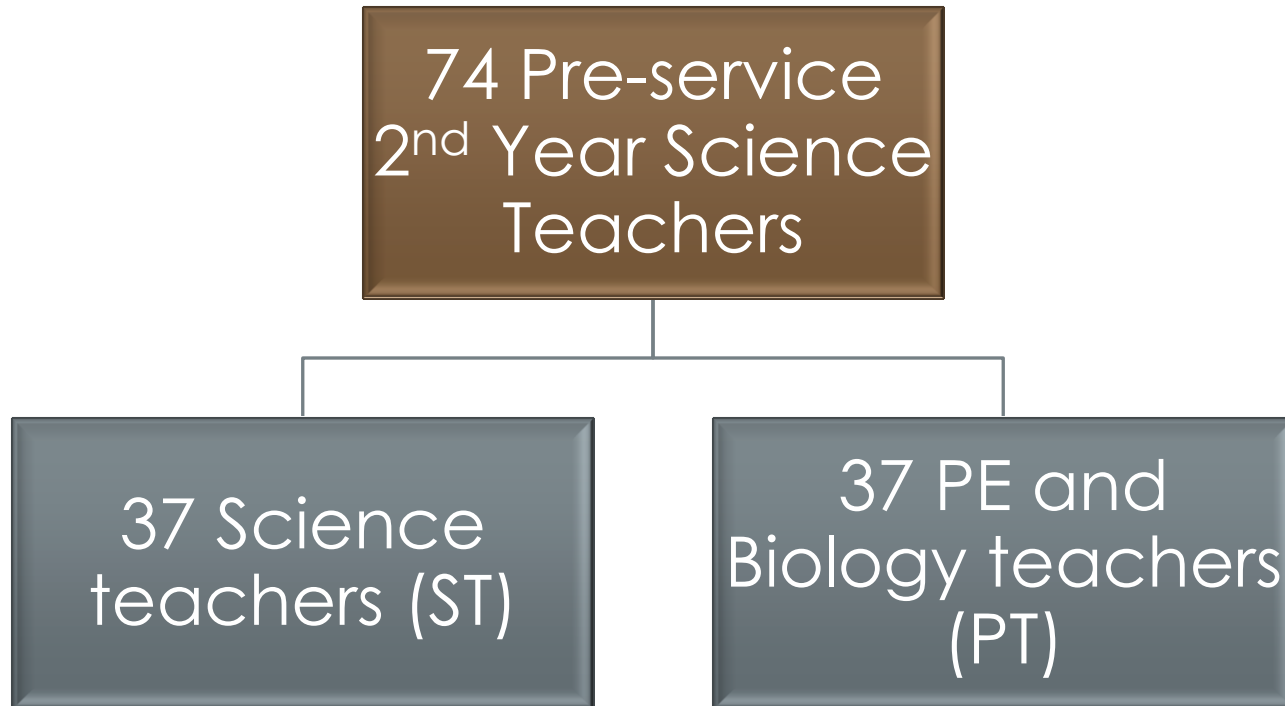 74 Pre-service
2nd Year Science
Teachers
37 Science
teachers (ST)
37 PE and
Biology teachers
(PT)